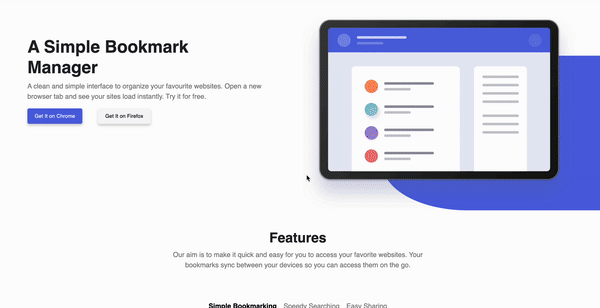 A Simple Bookmark
Manager
A clean and simple interface to organize your favourite websites. Open a new
browser tab and see your sites load instantly. Try it for free.
Get it on Chrome
Get it on Firefox
Features
Our aim is to make it quick and easy for you to access your favorite websites. Your
bookmarks sync between your devices so you can access them on the go.
Simple Bookmarking Speedy Searching Easy Sharing